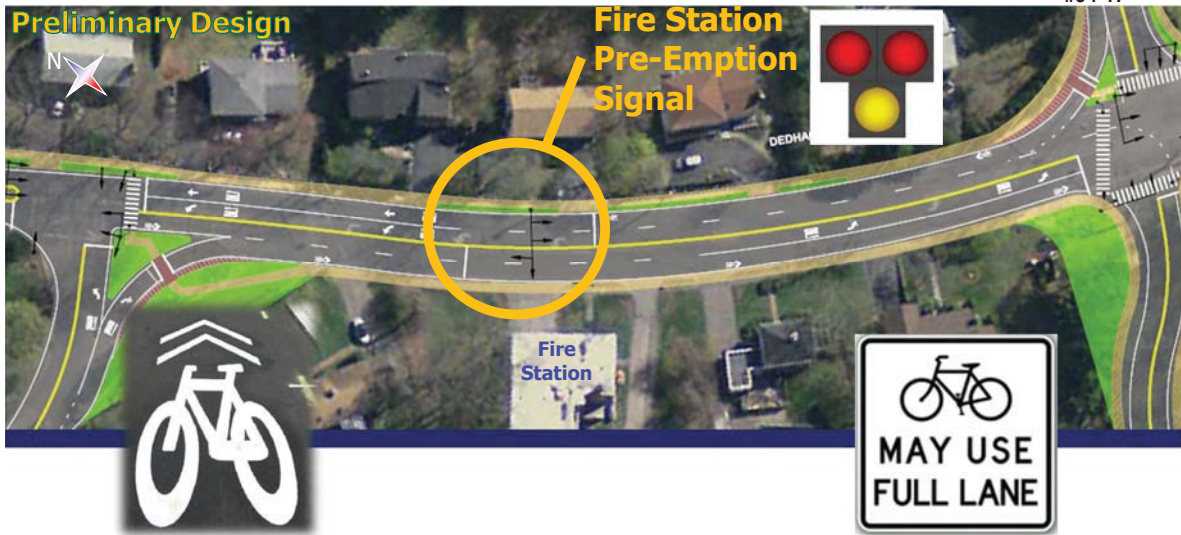 Preliminary Design
N
Fire Station
Pre-Emption
Signal
DEDHA
Fire
Station
MAY USE
FULL LANE